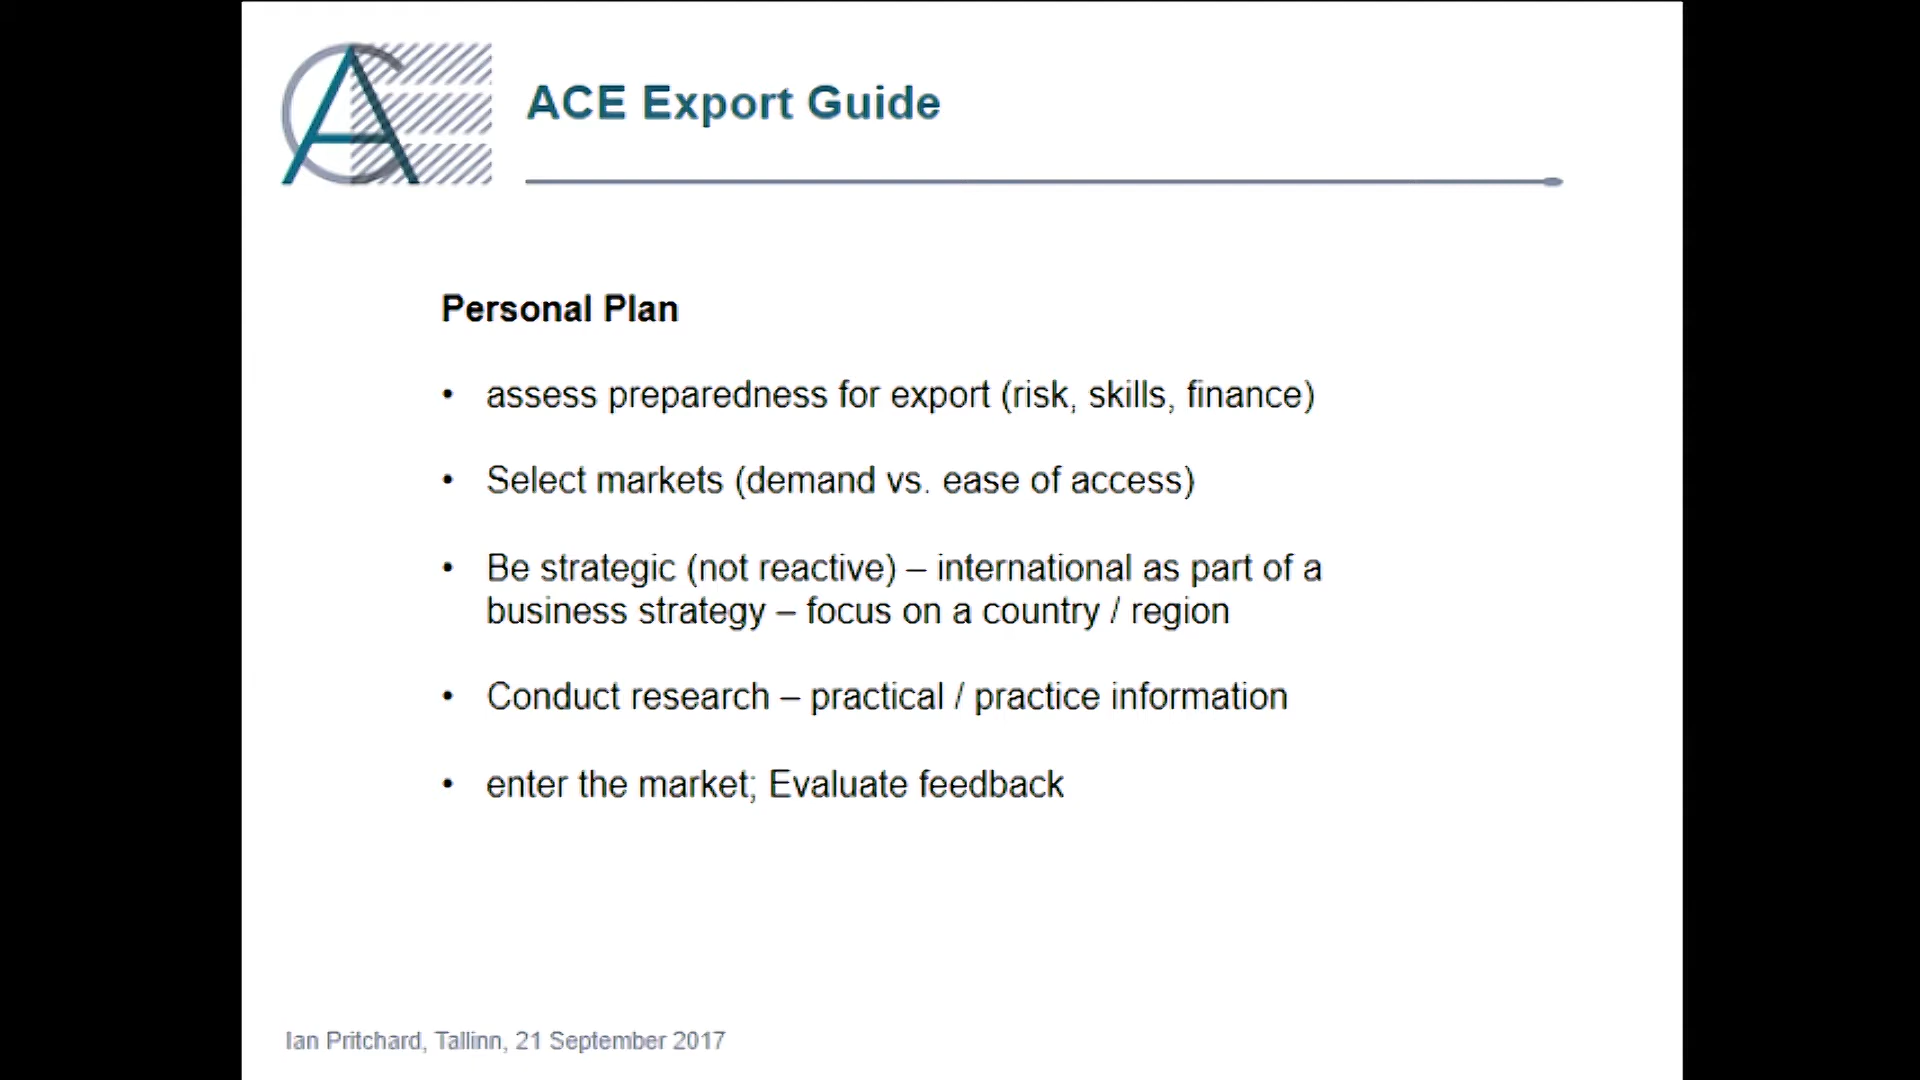 ACE Export Guide
Personal Plan
• assess preparedness for export (risk, skills, finance)
• Select markets (demand vs. ease of access)
• Be strategic (not reactive) – international as part of a
business strategy – focus on a country / region
• Conduct research – practical / practice information
• enter the market; Evaluate feedback
Ian Pritchard, Tallinn, 21 September 2017